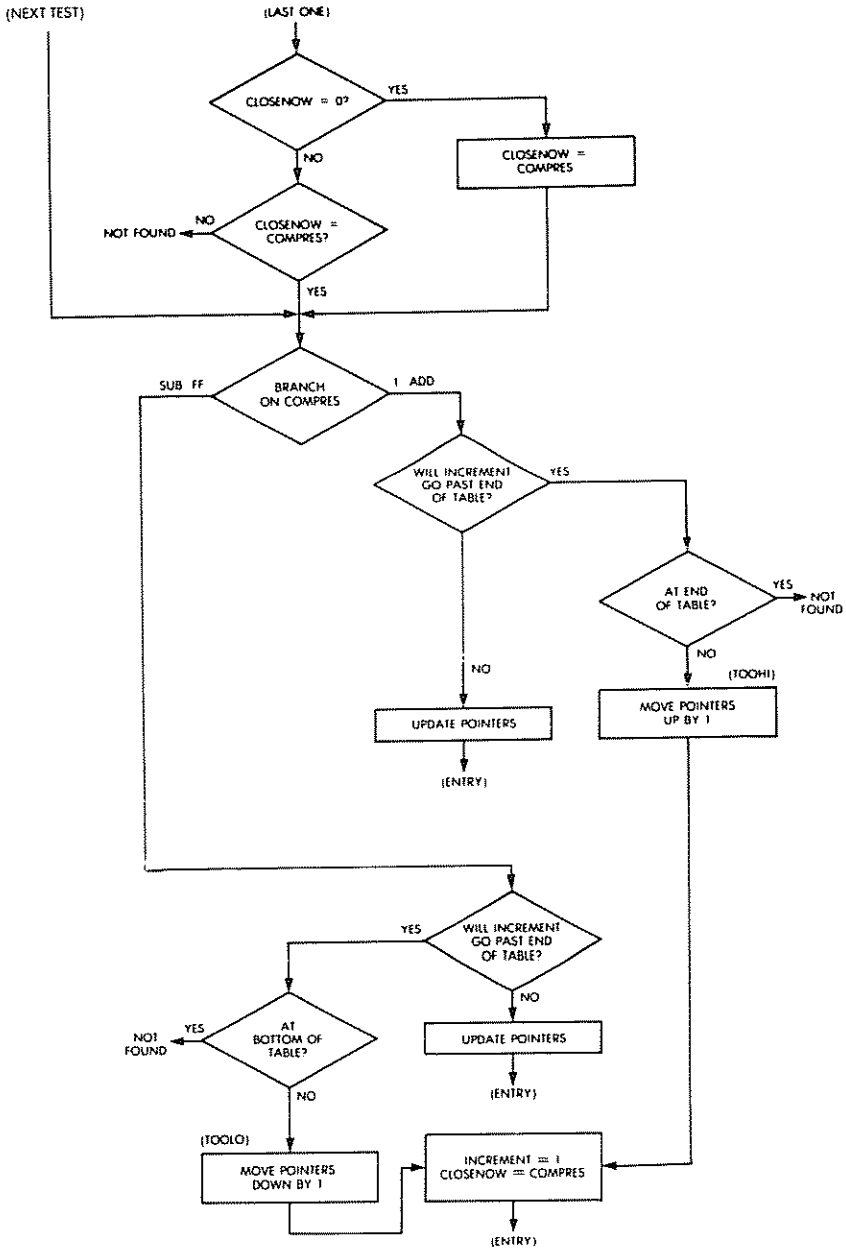 (NEXT TEST)
(LAST ONE)
CLOSENOW = 0?
YES
NO
CLOSENOW =
COMPRES
CLOSENOW =
COMPRES?
NO
NOT FOUND
YES
BRANCH
ON COMPRES
SUB FF
1 ADD
WILL INCREMENT
GO PAST END
OF TABLE?
YES
AT END
OF TABLE?
YES
NOT
FOUND
NO
NO
(TOOHI)
MOVE POINTERS
UP BY 1
UPDATE POINTERS
(ENTRY)
WILL INCREMENT
GO PAST END
OF TABLE?
YES
NO
AT
BOTTOM OF
TABLE?
YES
NOT
FOUND
UPDATE POINTERS
(ENTRY)
NO
(TOOLO)
MOVE POINTERS
DOWN BY 1
INCREMENT = 1
CLOSENOW = COMPRES
(ENTRY)